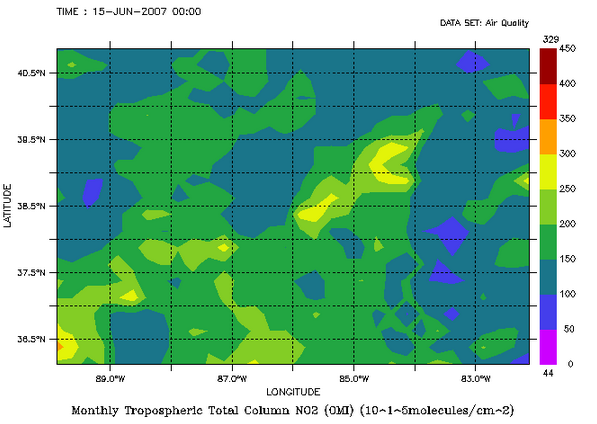 TIME : 15-JUN-2007 00:00
DATA SET: Air Quality
329
450
400
350
300
250
200
150
100
50
0
44
40.5°N
39.5°N
38.5°N
37.5°N
36.5°N
LATITUDE
89.0°W 87.0°W 85.0°W 83.0°W
LONGITUDE
Monthly Tropospheric Total Column NO2 (OMI) (10^1^5molecules/cm^2)